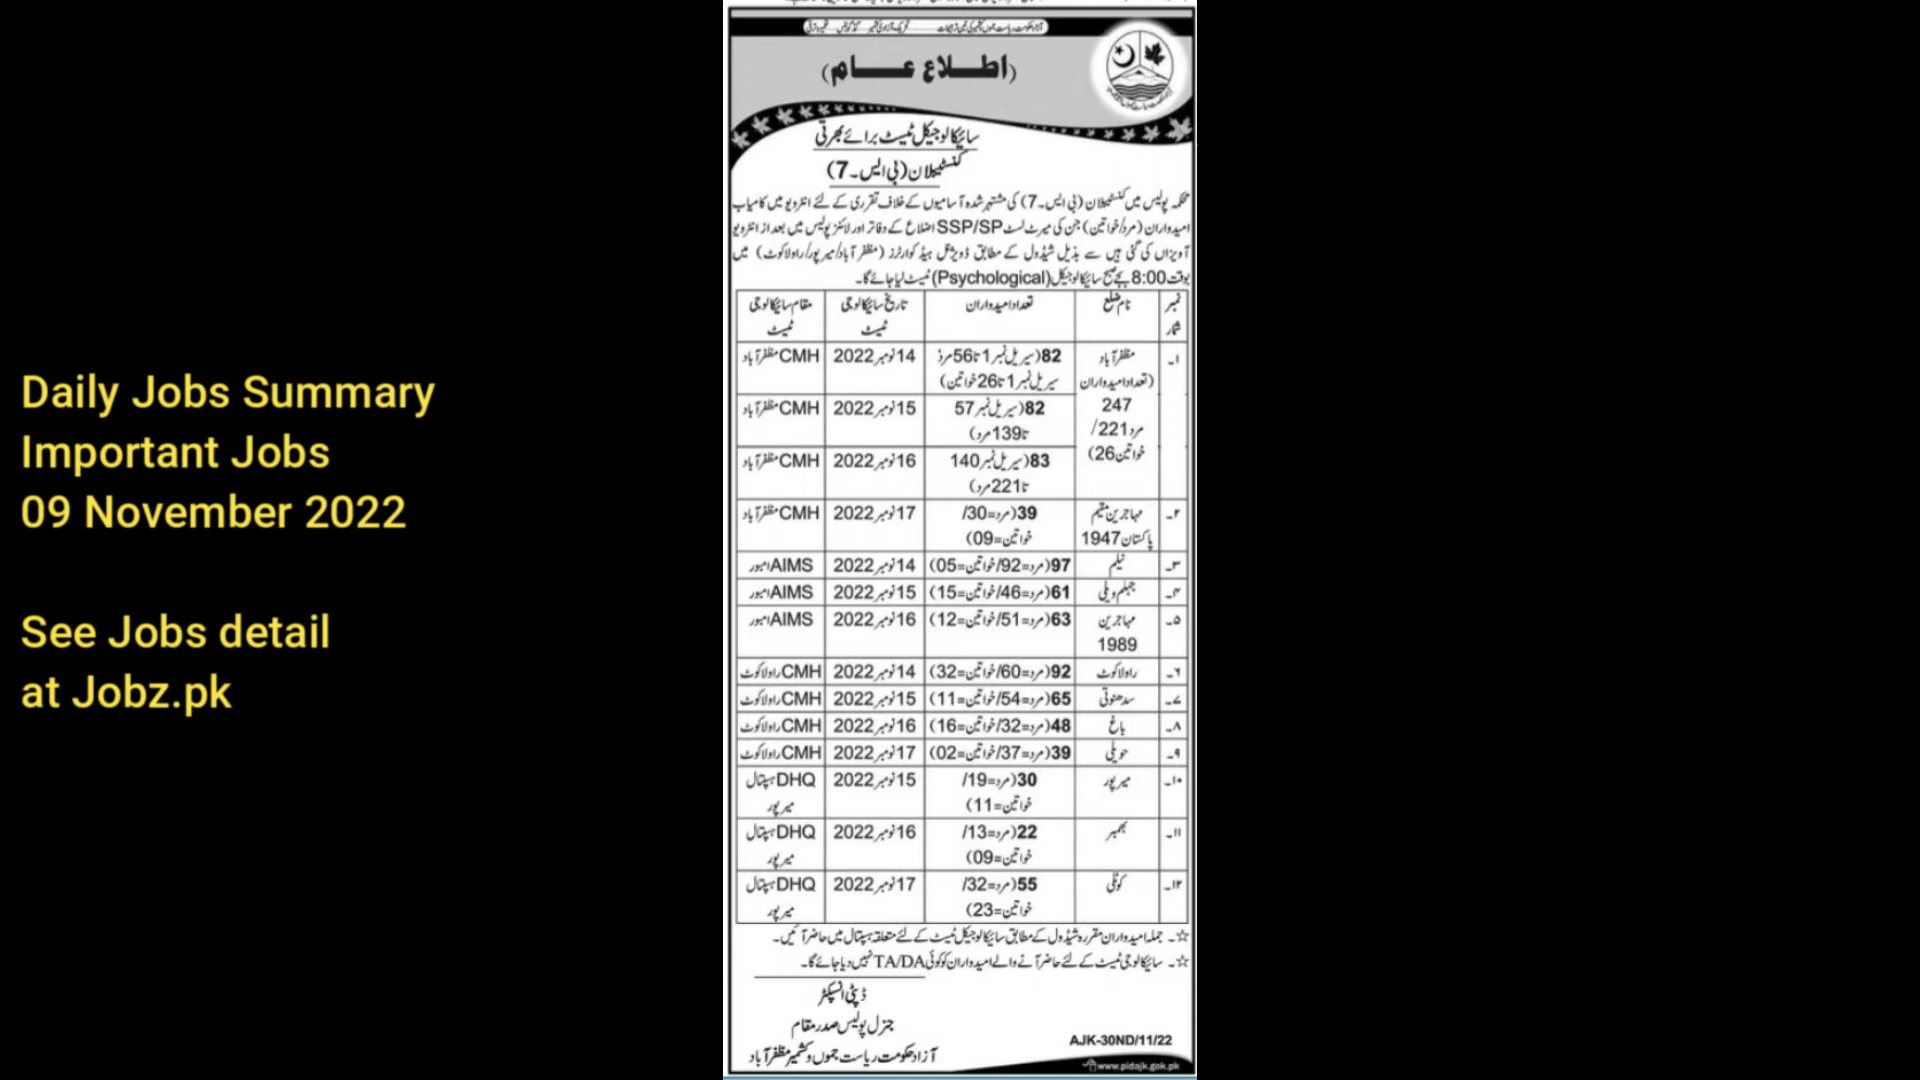 Daily Jobs Summary
Important Jobs
09 November 2022
See Jobs detail
at Jobz.pk
(اطلاع عام)
سائیکالوجیکل ٹیسٹ برائے بھرتی
کنسٹیبلان (بی ایس۔7)
محکمہ پولیس میں کنسٹیبلان (بی ایس۔7) کی مشتہر شدہ آسامیوں کے خلاف تقرری کے لئے انٹرویو میں کامیاب
امیدواران (مرد/خواتین) جن کی میرٹ لسٹ SSP/SP اضلاع کے دفاتر اور لائنز پولیس میں بعد از انٹرویو
آویزاں کی گئی ہیں سے بذیل شیڈول کے مطابق ڈویژنل ہیڈ کوارٹرز (مظفرآباد/میرپور/راولاکوٹ) میں
بوقت 8:00 بجے صبح سائیکالوجیکل (Psychological) ٹیسٹ لیا جائے گا۔
نمبر شمار نام ضلع تعداد امیدواران تاریخ سائیکالوجی ٹیسٹ مقام سائیکالوجی ٹیسٹ
۱۔ مظفرآباد (تعداد امیدواران 247 مرد 221/ خواتین 26) 82 (سیریل نمبر 1 تا 56 مرد سیریل نمبر 1 تا 26 خواتین) 14 نومبر 2022 CMH مظفرآباد
82 (سیریل نمبر 57 تا 139 مرد) 15 نومبر 2022 CMH مظفرآباد
83 (سیریل نمبر 140 تا 221 مرد) 16 نومبر 2022 CMH مظفرآباد
۲۔ مہاجرین مقیم پاکستان 1947 39 (مرد=30/ خواتین=09) 17 نومبر 2022 CMH مظفرآباد
۳۔ نیلم 97 (مرد=92/خواتین=05) 14 نومبر 2022 AIMS امبور
۴۔ جہلم ویلی 61 (مرد=46/خواتین=15) 15 نومبر 2022 AIMS امبور
۵۔ مہاجرین 1989 63 (مرد=51/خواتین=12) 16 نومبر 2022 AIMS امبور
۶۔ راولاکوٹ 92 (مرد=60/خواتین=32) 14 نومبر 2022 CMH راولاکوٹ
۷۔ سدھنوتی 65 (مرد=54/خواتین=11) 15 نومبر 2022 CMH راولاکوٹ
۸۔ باغ 48 (مرد=32/خواتین=16) 16 نومبر 2022 CMH راولاکوٹ
۹۔ حویلی 39 (مرد=37/خواتین=02) 17 نومبر 2022 CMH راولاکوٹ
۱۰۔ میرپور 30 (مرد=19/ خواتین=11) 15 نومبر 2022 DHQ ہسپتال میرپور
۱۱۔ بھمبر 22 (مرد=13/ خواتین=09) 16 نومبر 2022 DHQ ہسپتال میرپور
۱۲۔ کوٹلی 55 (مرد=32/ خواتین=23) 17 نومبر 2022 DHQ ہسپتال میرپور
☆۔ جملہ امیدواران مقررہ شیڈول کے مطابق سائیکالوجیکل ٹیسٹ کے لئے متعلقہ ہسپتال میں حاضر آئیں۔
☆۔ سائیکالوجی ٹیسٹ کے لئے حاضر آنے والے امیدواران کو کوئی TA/DA نہیں دیا جائے گا۔
ڈپٹی انسپکٹر
جنرل پولیس صدر مقام
آزاد حکومت ریاست جموں و کشمیر مظفرآباد
AJK-30ND/11/22
www.pidajk.gok.pk